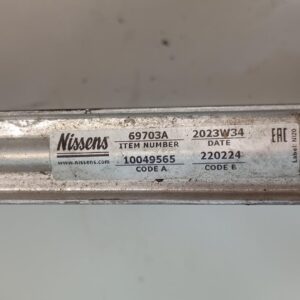 Nissens
www.nissens.com
69703A
ITEM NUMBER
10049565
CODE A
2023W34
DATE
220224
CODE B
EAC